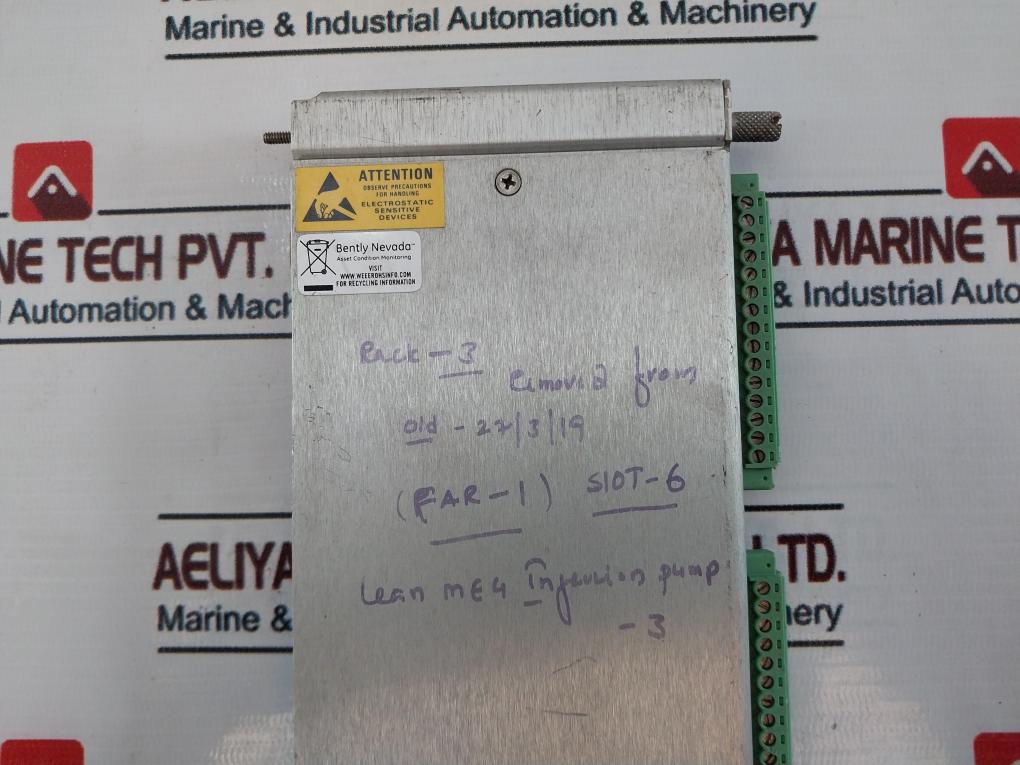 Marine & Industrial Automation & Machinery
ATTENTION
OBSERVE PRECAUTIONS
FOR HANDLING
ELECTROSTATIC
SENSITIVE
DEVICES
Bently Nevada™
Asset Condition Monitoring
VISIT
WWW.WEEEROHSINFO.COM
FOR RECYCLING INFORMATION
NE TECH PVT.
A MARINE T
Automation & Mach
& Industrial Auto
Rack - 3
removed from
old - 27/3/19
(FAR-1) SLOT-6
Lean MEG Injection pump
- 3
AELIYA
LTD.
Marine &
nery